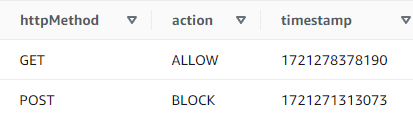 httpMethod action timestamp
GET ALLOW 1721278378190
POST BLOCK 1721271313073